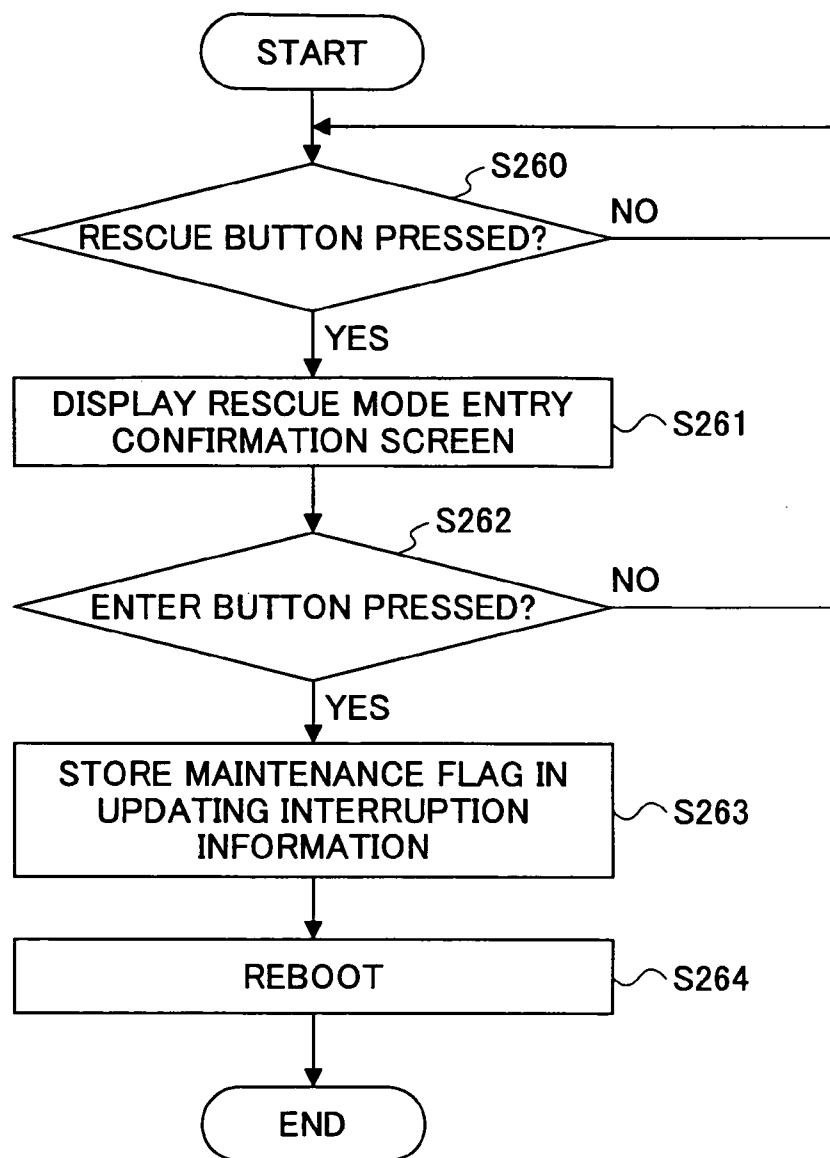 START
S260
RESCUE BUTTON PRESSED?
NO
YES
DISPLAY RESCUE MODE ENTRY
CONFIRMATION SCREEN
S261
S262
ENTER BUTTON PRESSED?
NO
YES
STORE MAINTENANCE FLAG IN
UPDATING INTERRUPTION
INFORMATION
S263
REBOOT
S264
END